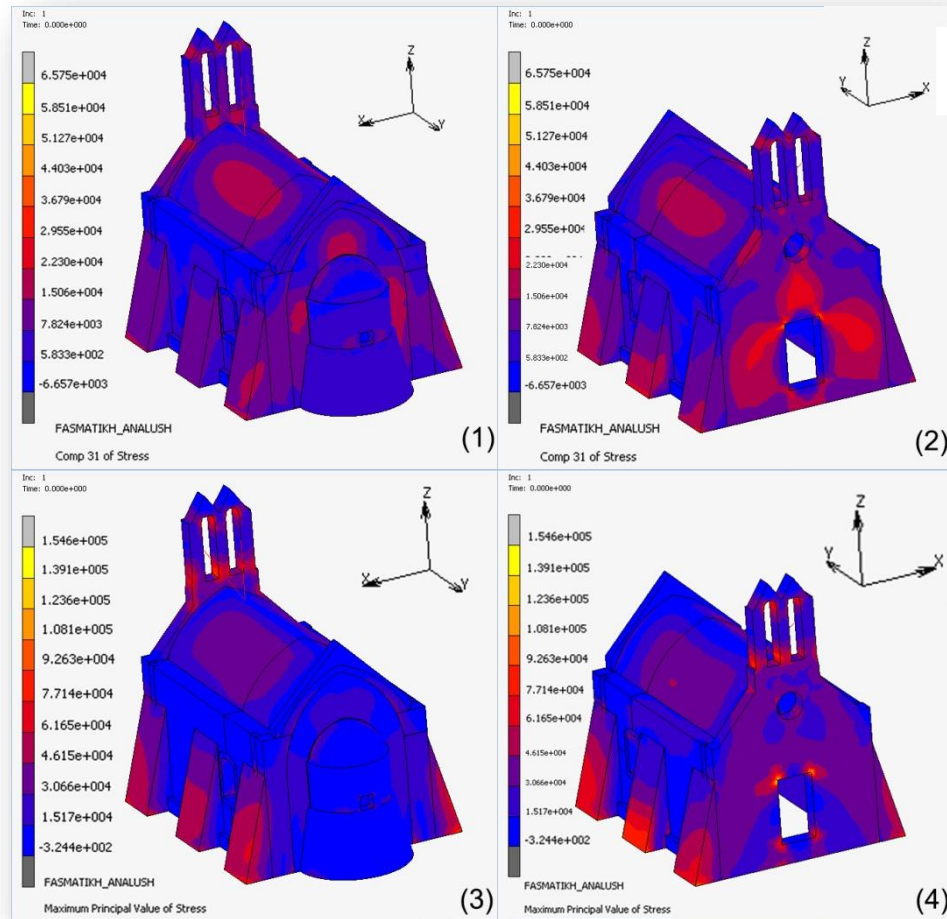 Inc: 1
Time: 0.000e+000
6.575e+004
5.851e+004
5.127e+004
4.403e+004
3.679e+004
2.955e+004
2.230e+004
1.506e+004
7.824e+003
5.833e+002
-6.657e+003
FASMATIKH_ANALUSH
Comp 31 of Stress
Z
X
Y
(1)
Inc: 1
Time: 0.000e+000
6.575e+004
5.851e+004
5.127e+004
4.403e+004
3.679e+004
2.955e+004
2.230e+004
1.506e+004
7.824e+003
5.833e+002
-6.657e+003
FASMATIKH_ANALUSH
Comp 31 of Stress
Z
Y
X
(2)
Inc: 1
Time: 0.000e+000
1.546e+005
1.391e+005
1.236e+005
1.081e+005
9.263e+004
7.714e+004
6.165e+004
4.615e+004
3.066e+004
1.517e+004
-3.244e+002
FASMATIKH_ANALUSH
Maximum Principal Value of Stress
Z
X
Y
(3)
Inc: 1
Time: 0.000e+000
1.546e+005
1.391e+005
1.236e+005
1.081e+005
9.263e+004
7.714e+004
6.165e+004
4.615e+004
3.066e+004
1.517e+004
-3.244e+002
FASMATIKH_ANALUSH
Maximum Principal Value of Stress
Z
Y
X
(4)